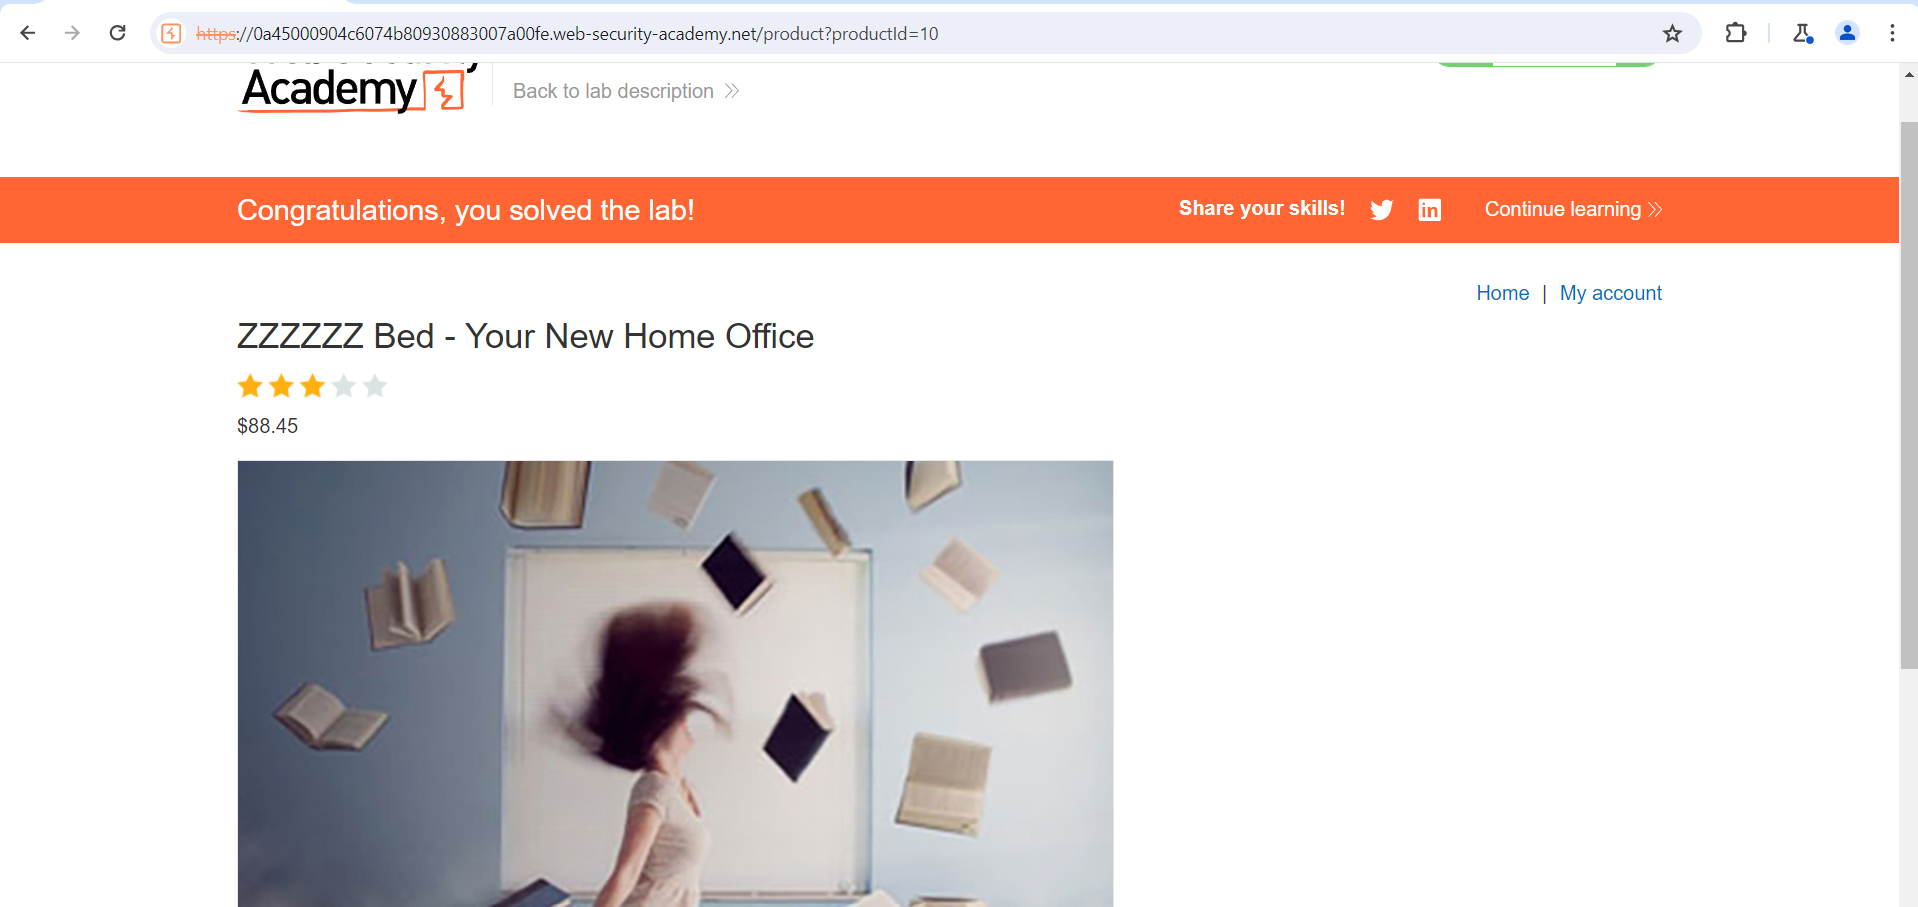 https://0a45000904c6074b80930883007a00fe.web-security-academy.net/product?productId=10
Academy
Back to lab description
Congratulations, you solved the lab!
Share your skills!
Continue learning
Home | My account
ZZZZZZ Bed - Your New Home Office
$88.45